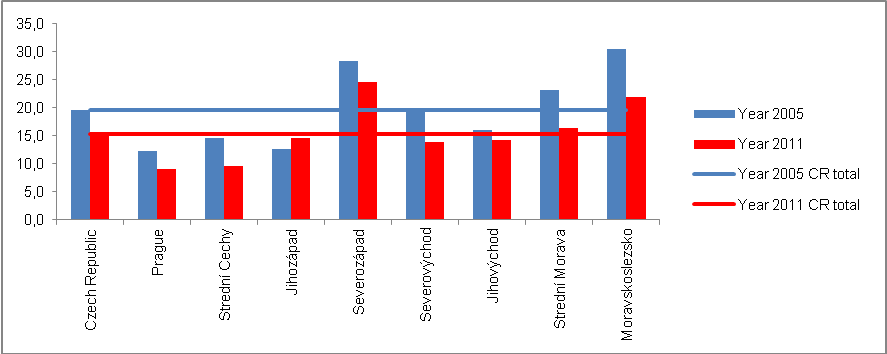 35,0
30,0
25,0
20,0
15,0
10,0
5,0
0,0
Czech Republic
Prague
Strední Cechy
Jihozápad
Severozápad
Severovýchod
Jihovýchod
Strední Morava
Moravskoslezsko
Year 2005
Year 2011
Year 2005 CR total
Year 2011 CR total